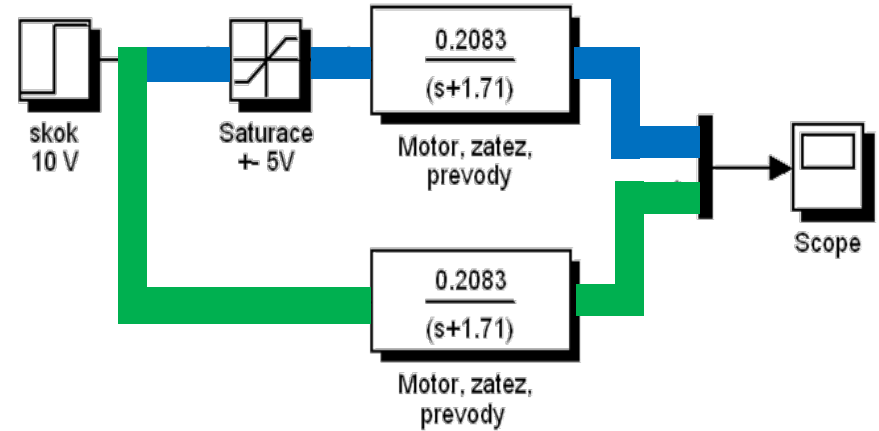 skok
10 V
Saturace
+- 5V
0.2083
(s+1.71)
Motor, zatez,
prevody
Scope
0.2083
(s+1.71)
Motor, zatez,
prevody